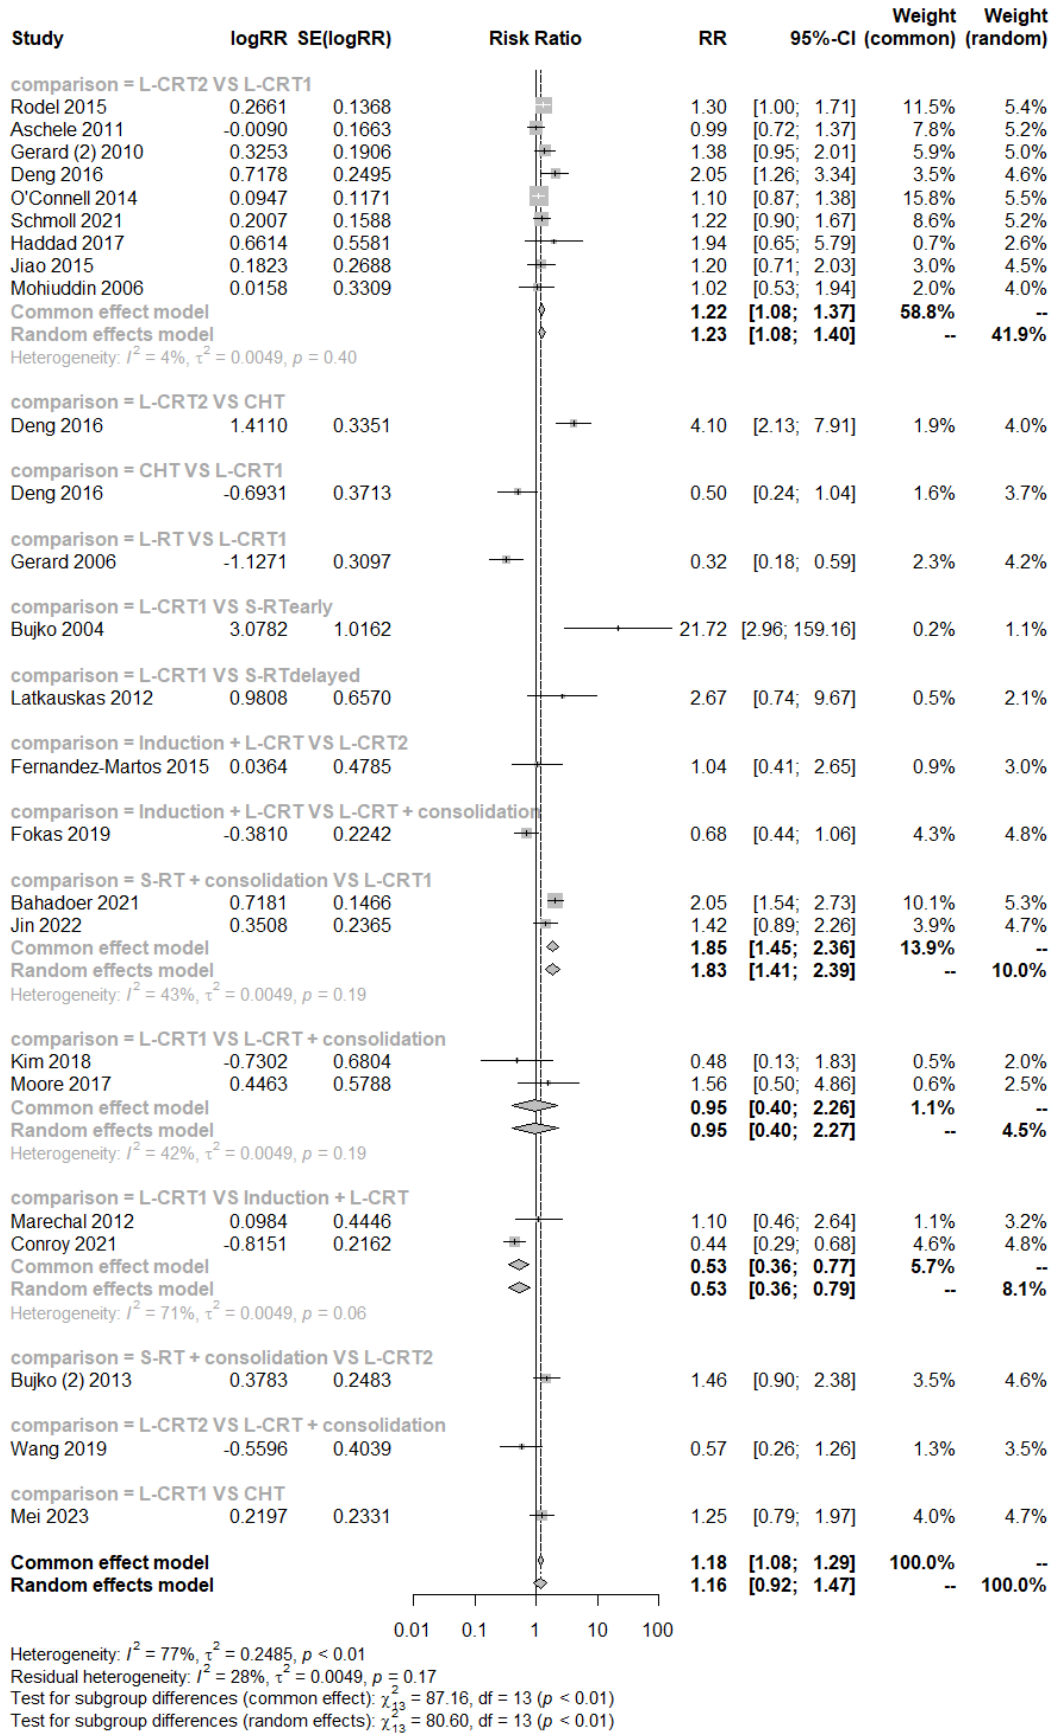 Weight Weight
Study logRR SE(logRR) Risk Ratio RR 95%-CI (common) (random)
comparison = L-CRT2 VS L-CRT1
Rodel 2015 0.2661 0.1368 1.30 [1.00; 1.71] 11.5% 5.4%
Aschele 2011 -0.0090 0.1663 0.99 [0.72; 1.37] 7.8% 5.2%
Gerard (2) 2010 0.3253 0.1906 1.38 [0.95; 2.01] 5.9% 5.0%
Deng 2016 0.7178 0.2495 2.05 [1.26; 3.34] 3.5% 4.6%
O'Connell 2014 0.0947 0.1171 1.10 [0.87; 1.38] 15.8% 5.5%
Schmoll 2021 0.2007 0.1588 1.22 [0.90; 1.67] 8.6% 5.2%
Haddad 2017 0.6614 0.5581 1.94 [0.65; 5.79] 0.7% 2.6%
Jiao 2015 0.1823 0.2688 1.20 [0.71; 2.03] 3.0% 4.5%
Mohiuddin 2006 0.0158 0.3309 1.02 [0.53; 1.94] 2.0% 4.0%
Common effect model 1.22 [1.08; 1.37] 58.8% --
Random effects model 1.23 [1.08; 1.40] -- 41.9%
Heterogeneity: I² = 4%, τ² = 0.0049, p = 0.40
comparison = L-CRT2 VS CHT
Deng 2016 1.4110 0.3351 4.10 [2.13; 7.91] 1.9% 4.0%
comparison = CHT VS L-CRT1
Deng 2016 -0.6931 0.3713 0.50 [0.24; 1.04] 1.6% 3.7%
comparison = L-RT VS L-CRT1
Gerard 2006 -1.1271 0.3097 0.32 [0.18; 0.59] 2.3% 4.2%
comparison = L-CRT1 VS S-RTearly
Bujko 2004 3.0782 1.0162 21.72 [2.96; 159.16] 0.2% 1.1%
comparison = L-CRT1 VS S-RTdelayed
Latkauskas 2012 0.9808 0.6570 2.67 [0.74; 9.67] 0.5% 2.1%
comparison = Induction + L-CRT VS L-CRT2
Fernandez-Martos 2015 0.0364 0.4785 1.04 [0.41; 2.65] 0.9% 3.0%
comparison = Induction + L-CRT VS L-CRT + consolidation
Fokas 2019 -0.3810 0.2242 0.68 [0.44; 1.06] 4.3% 4.8%
comparison = S-RT + consolidation VS L-CRT1
Bahadoer 2021 0.7181 0.1466 2.05 [1.54; 2.73] 10.1% 5.3%
Jin 2022 0.3508 0.2365 1.42 [0.89; 2.26] 3.9% 4.7%
Common effect model 1.85 [1.45; 2.36] 13.9% --
Random effects model 1.83 [1.41; 2.39] -- 10.0%
Heterogeneity: I² = 43%, τ² = 0.0049, p = 0.19
comparison = L-CRT1 VS L-CRT + consolidation
Kim 2018 -0.7302 0.6804 0.48 [0.13; 1.83] 0.5% 2.0%
Moore 2017 0.4463 0.5788 1.56 [0.50; 4.86] 0.6% 2.5%
Common effect model 0.95 [0.40; 2.26] 1.1% --
Random effects model 0.95 [0.40; 2.27] -- 4.5%
Heterogeneity: I² = 42%, τ² = 0.0049, p = 0.19
comparison = L-CRT1 VS Induction + L-CRT
Marechal 2012 0.0984 0.4446 1.10 [0.46; 2.64] 1.1% 3.2%
Conroy 2021 -0.8151 0.2162 0.44 [0.29; 0.68] 4.6% 4.8%
Common effect model 0.53 [0.36; 0.77] 5.7% --
Random effects model 0.53 [0.36; 0.79] -- 8.1%
Heterogeneity: I² = 71%, τ² = 0.0049, p = 0.06
comparison = S-RT + consolidation VS L-CRT2
Bujko (2) 2013 0.3783 0.2483 1.46 [0.90; 2.38] 3.5% 4.6%
comparison = L-CRT2 VS L-CRT + consolidation
Wang 2019 -0.5596 0.4039 0.57 [0.26; 1.26] 1.3% 3.5%
comparison = L-CRT1 VS CHT
Mei 2023 0.2197 0.2331 1.25 [0.79; 1.97] 4.0% 4.7%
Common effect model 1.18 [1.08; 1.29] 100.0% --
Random effects model 1.16 [0.92; 1.47] -- 100.0%
0.01 0.1 1 10 100
Heterogeneity: I² = 77%, τ² = 0.2485, p < 0.01
Residual heterogeneity: I² = 28%, τ² = 0.0049, p = 0.17
Test for subgroup differences (common effect): χ²₁₃ = 87.16, df = 13 (p < 0.01)
Test for subgroup differences (random effects): χ²₁₃ = 80.60, df = 13 (p < 0.01)